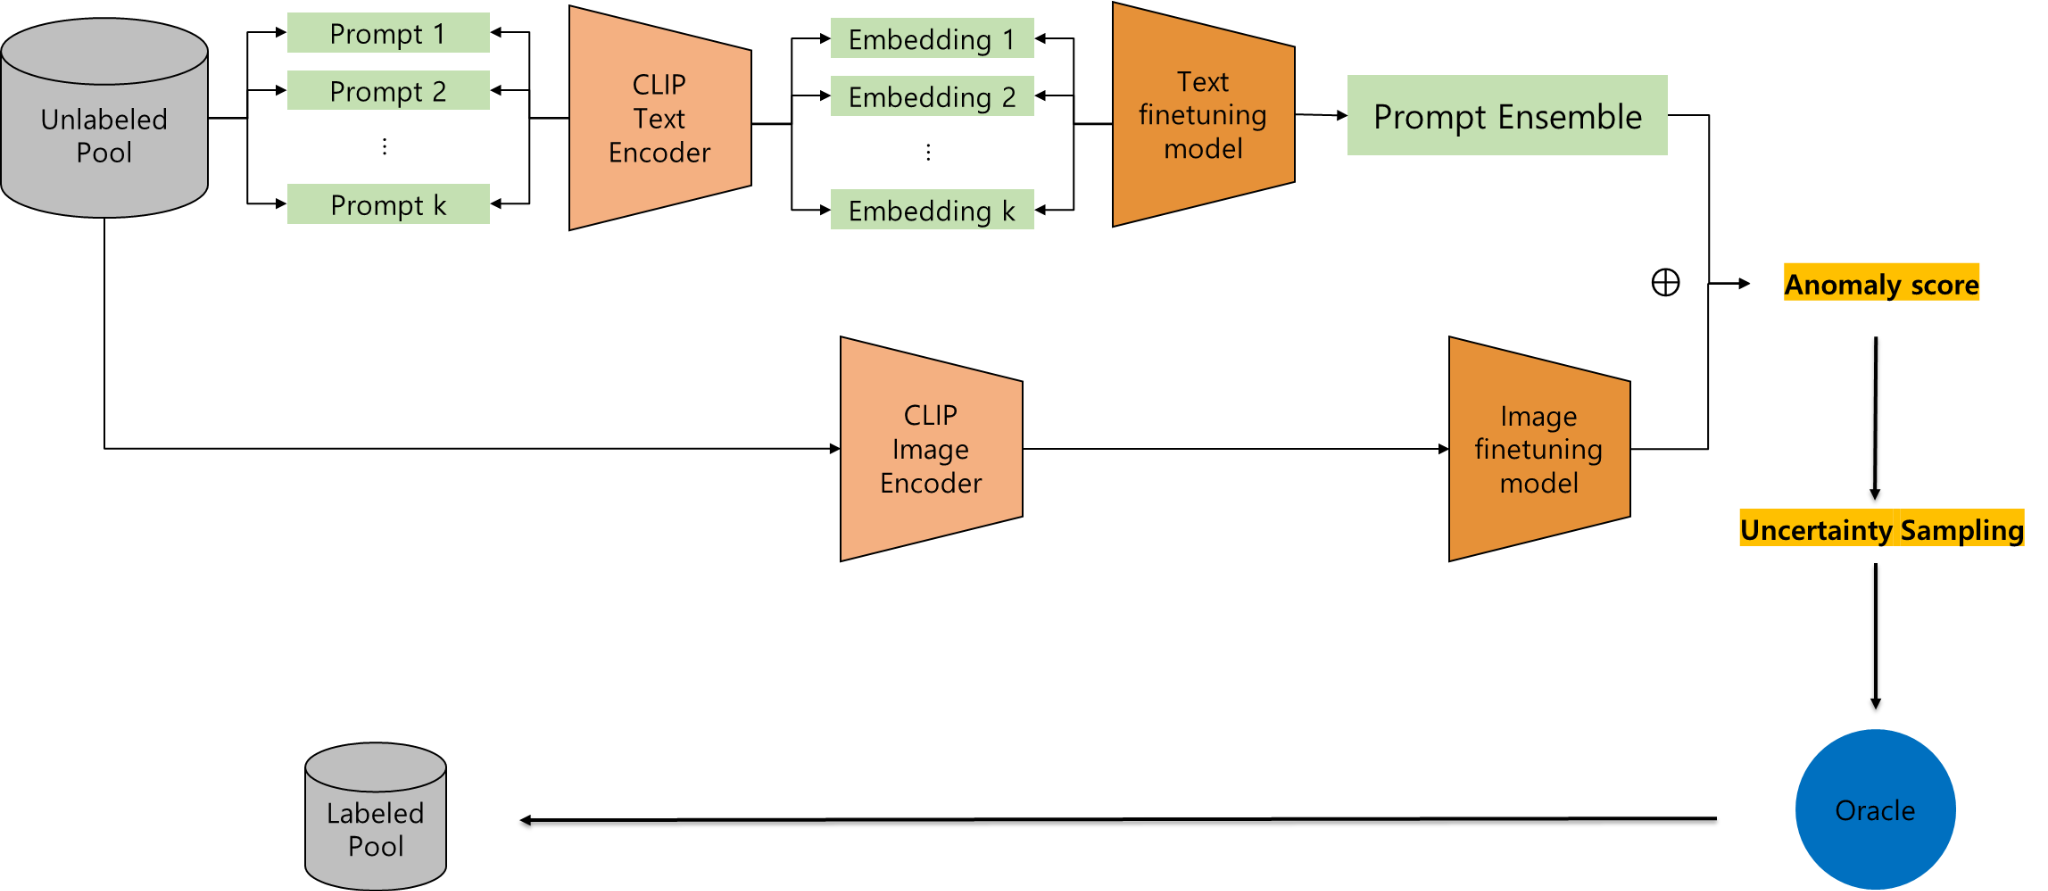 Unlabeled
Pool
Prompt 1
Prompt 2
⋮
Prompt k
CLIP
Text
Encoder
Embedding 1
Embedding 2
⋮
Embedding k
Text
finetuning
model
Prompt Ensemble
⊕
Anomaly score
CLIP
Image
Encoder
Image
finetuning
model
Uncertainty Sampling
Labeled
Pool
Oracle